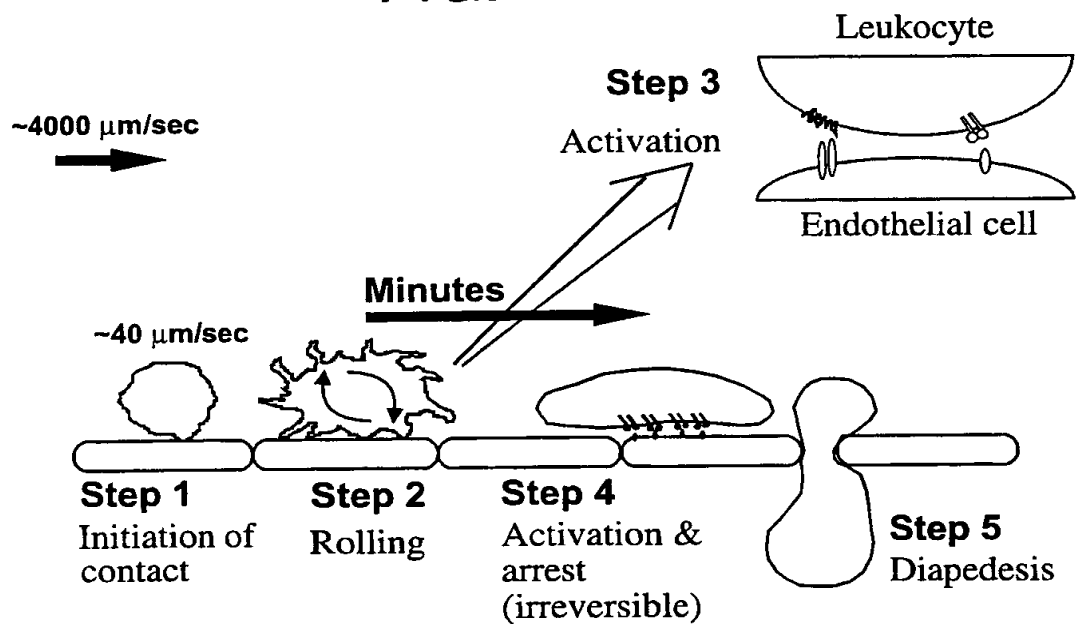 Leukocyte
Step 3
~4000 μm/sec
Activation
Endothelial cell
Minutes
~40 μm/sec
Step 1
Initiation of
contact
Step 2
Rolling
Step 4
Activation &
arrest
(irreversible)
Step 5
Diapedesis